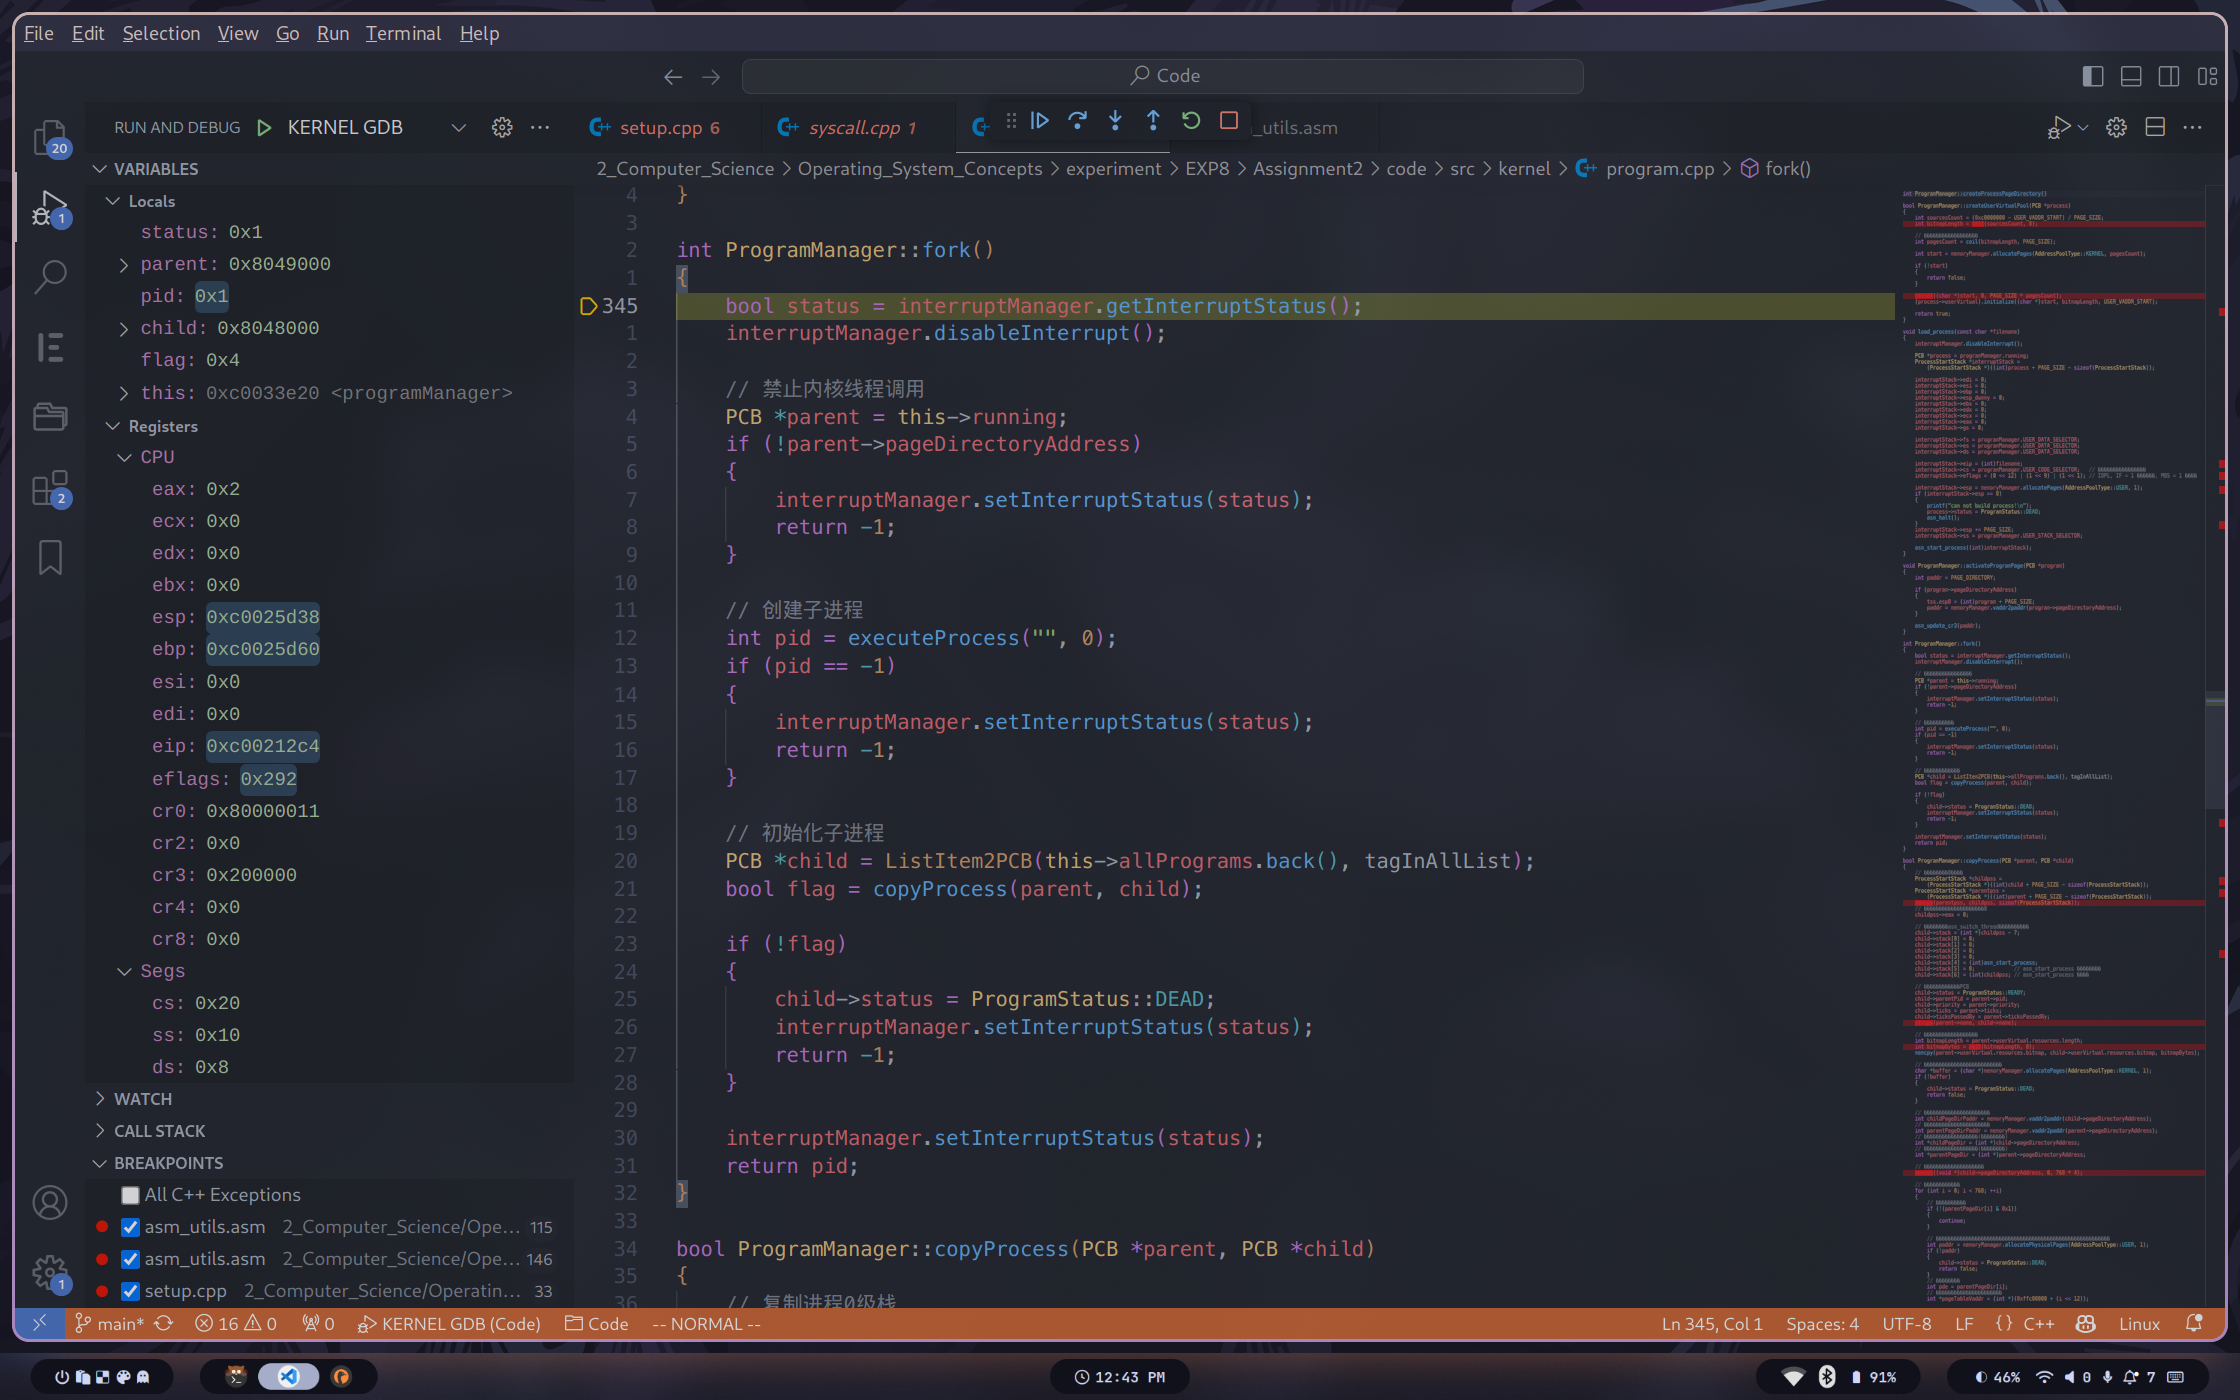 File Edit Selection View Go Run Terminal Help
Code
RUN AND DEBUG KERNEL GDB
setup.cpp 6 syscall.cpp 1 _utils.asm
2_Computer_Science > Operating_System_Concepts > experiment > EXP8 > Assignment2 > code > src > kernel > program.cpp > fork()
20
1
2
1
VARIABLES
Locals
status: 0x1
parent: 0x8049000
pid: 0x1
child: 0x8048000
flag: 0x4
this: 0xc0033e20 <programManager>
Registers
CPU
eax: 0x2
ecx: 0x0
edx: 0x0
ebx: 0x0
esp: 0xc0025d38
ebp: 0xc0025d60
esi: 0x0
edi: 0x0
eip: 0xc00212c4
eflags: 0x292
cr0: 0x80000011
cr2: 0x0
cr3: 0x200000
cr4: 0x0
cr8: 0x0
Segs
cs: 0x20
ss: 0x10
ds: 0x8
WATCH
CALL STACK
BREAKPOINTS
All C++ Exceptions
asm_utils.asm 2_Computer_Science/Ope... 115
asm_utils.asm 2_Computer_Science/Ope... 146
setup.cpp 2_Computer_Science/Operatin... 33
4 }
3
2 int ProgramManager::fork()
1 {
345 bool status = interruptManager.getInterruptStatus();
1 interruptManager.disableInterrupt();
2
3 // 禁止内核线程调用
4 PCB *parent = this->running;
5 if (!parent->pageDirectoryAddress)
6 {
7 interruptManager.setInterruptStatus(status);
8 return -1;
9 }
10
11 // 创建子进程
12 int pid = executeProcess("", 0);
13 if (pid == -1)
14 {
15 interruptManager.setInterruptStatus(status);
16 return -1;
17 }
18
19 // 初始化子进程
20 PCB *child = ListItem2PCB(this->allPrograms.back(), tagInAllList);
21 bool flag = copyProcess(parent, child);
22
23 if (!flag)
24 {
25 child->status = ProgramStatus::DEAD;
26 interruptManager.setInterruptStatus(status);
27 return -1;
28 }
29
30 interruptManager.setInterruptStatus(status);
31 return pid;
32 }
33
34 bool ProgramManager::copyProcess(PCB *parent, PCB *child)
35 {
36 // 复制进程0级栈
main* 16 0 0 KERNEL GDB (Code) Code -- NORMAL -- Ln 345, Col 1 Spaces: 4 UTF-8 LF {} C++ Linux
12:43 PM 91% 46% 0 7